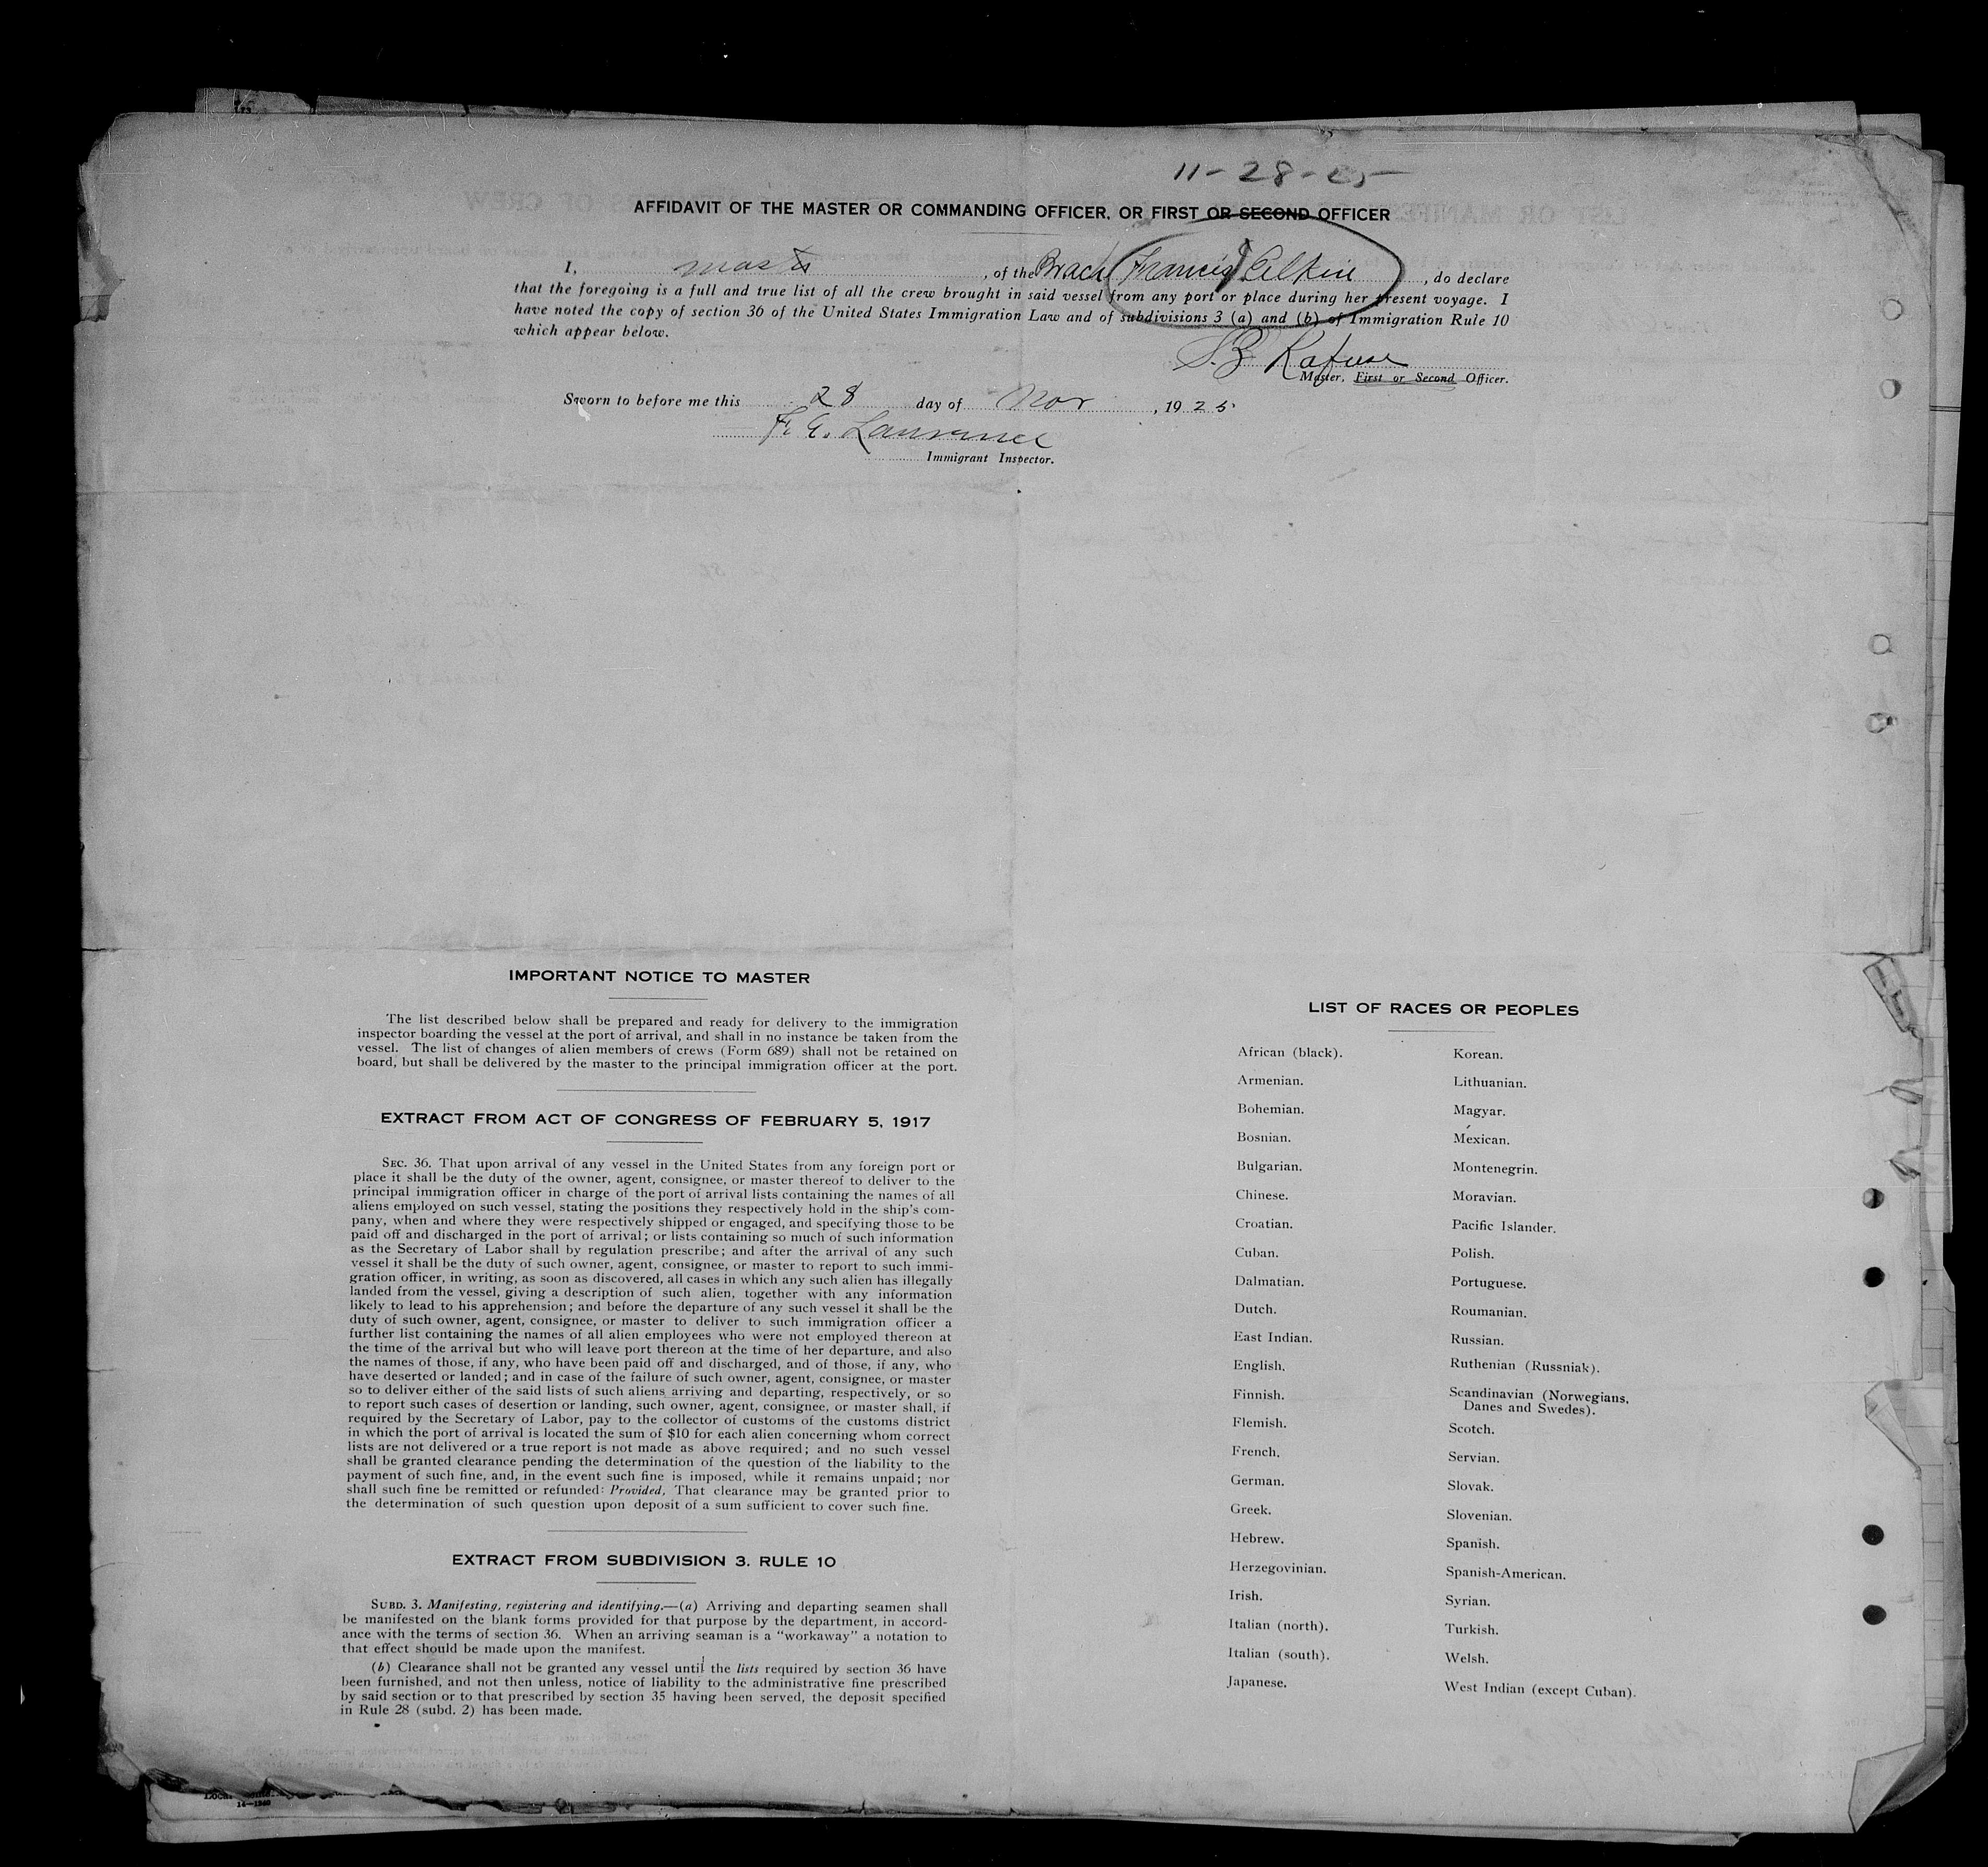 11-28-25
AFFIDAVIT OF THE MASTER OR COMMANDING OFFICER, OR FIRST OR SECOND OFFICER
I, master, of the Francis J Elkin, do declare
that the foregoing is a full and true list of all the crew brought in said vessel from any port or place during her present voyage. I
have noted the copy of section 36 of the United States Immigration Law and of subdivisions 3 (a) and (b) of Immigration Rule 10
which appear below.
Master, First or Second Officer.
Sworn to before me this 28 day of Nov, 1925.
Immigrant Inspector.
IMPORTANT NOTICE TO MASTER
The list described below shall be prepared and ready for delivery to the immigration
inspector boarding the vessel at the port of arrival, and shall in no instance be taken from the
vessel. The list of changes of alien members of crews (Form 689) shall not be retained on
board, but shall be delivered by the master to the principal immigration officer at the port.
EXTRACT FROM ACT OF CONGRESS OF FEBRUARY 5, 1917
SEC. 36. That upon arrival of any vessel in the United States from any foreign port or
place it shall be the duty of the owner, agent, consignee, or master thereof to deliver to the
principal immigration officer in charge of the port of arrival lists containing the names of all
aliens employed on such vessel, stating the positions they respectively hold in the ship's com-
pany, when and where they were respectively shipped or engaged, and specifying those to be
paid off and discharged in the port of arrival; or lists containing so much of such information
as the Secretary of Labor shall by regulation prescribe; and after the arrival of any such
vessel it shall be the duty of such owner, agent, consignee, or master to report to such immi-
gration officer, in writing, as soon as discovered, all cases in which any such alien has illegally
landed from the vessel, giving a description of such alien, together with any information
likely to lead to his apprehension; and before the departure of any such vessel it shall be the
duty of such owner, agent, consignee, or master to deliver to such immigration officer a
further list containing the names of all alien employees who were not employed thereon at
the time of the arrival but who will leave port thereon at the time of her departure, and also
the names of those, if any, who have been paid off and discharged, and of those, if any, who
have deserted or landed; and in case of the failure of such owner, agent, consignee, or master
so to deliver either of the said lists of such aliens arriving and departing, respectively, or so
to report such cases of desertion or landing, such owner, agent, consignee, or master shall, if
required by the Secretary of Labor, pay to the collector of customs of the customs district
in which the port of arrival is located the sum of $10 for each alien concerning whom correct
lists are not delivered or a true report is not made as above required; and no such vessel
shall be granted clearance pending the determination of the question of the liability to the
payment of such fine, and, in the event such fine is imposed, while it remains unpaid; nor
shall such fine be remitted or refunded: Provided, That clearance may be granted prior to
the determination of such question upon deposit of a sum sufficient to cover such fine.
EXTRACT FROM SUBDIVISION 3. RULE 10
SUBD. 3. Manifesting, registering and identifying.—(a) Arriving and departing seamen shall
be manifested on the blank forms provided for that purpose by the department, in accord-
ance with the terms of section 36. When an arriving seaman is a "workaway" a notation to
that effect should be made upon the manifest.
(b) Clearance shall not be granted any vessel until the lists required by section 36 have
been furnished, and not then unless, notice of liability to the administrative fine prescribed
by said section or to that prescribed by section 35 having been served, the deposit specified
in Rule 28 (subd. 2) has been made.
LIST OF RACES OR PEOPLES
African (black).
Armenian.
Bohemian.
Bosnian.
Bulgarian.
Chinese.
Croatian.
Cuban.
Dalmatian.
Dutch.
East Indian.
English.
Finnish.
Flemish.
French.
German.
Greek.
Hebrew.
Herzegovinian.
Irish.
Italian (north).
Italian (south).
Japanese.
Korean.
Lithuanian.
Magyar.
Mexican.
Montenegrin.
Moravian.
Pacific Islander.
Polish.
Portuguese.
Roumanian.
Russian.
Ruthenian (Russniak).
Scandinavian (Norwegians,
Danes and Swedes).
Scotch.
Servian.
Slovak.
Slovenian.
Spanish.
Spanish-American.
Syrian.
Turkish.
Welsh.
West Indian (except Cuban).